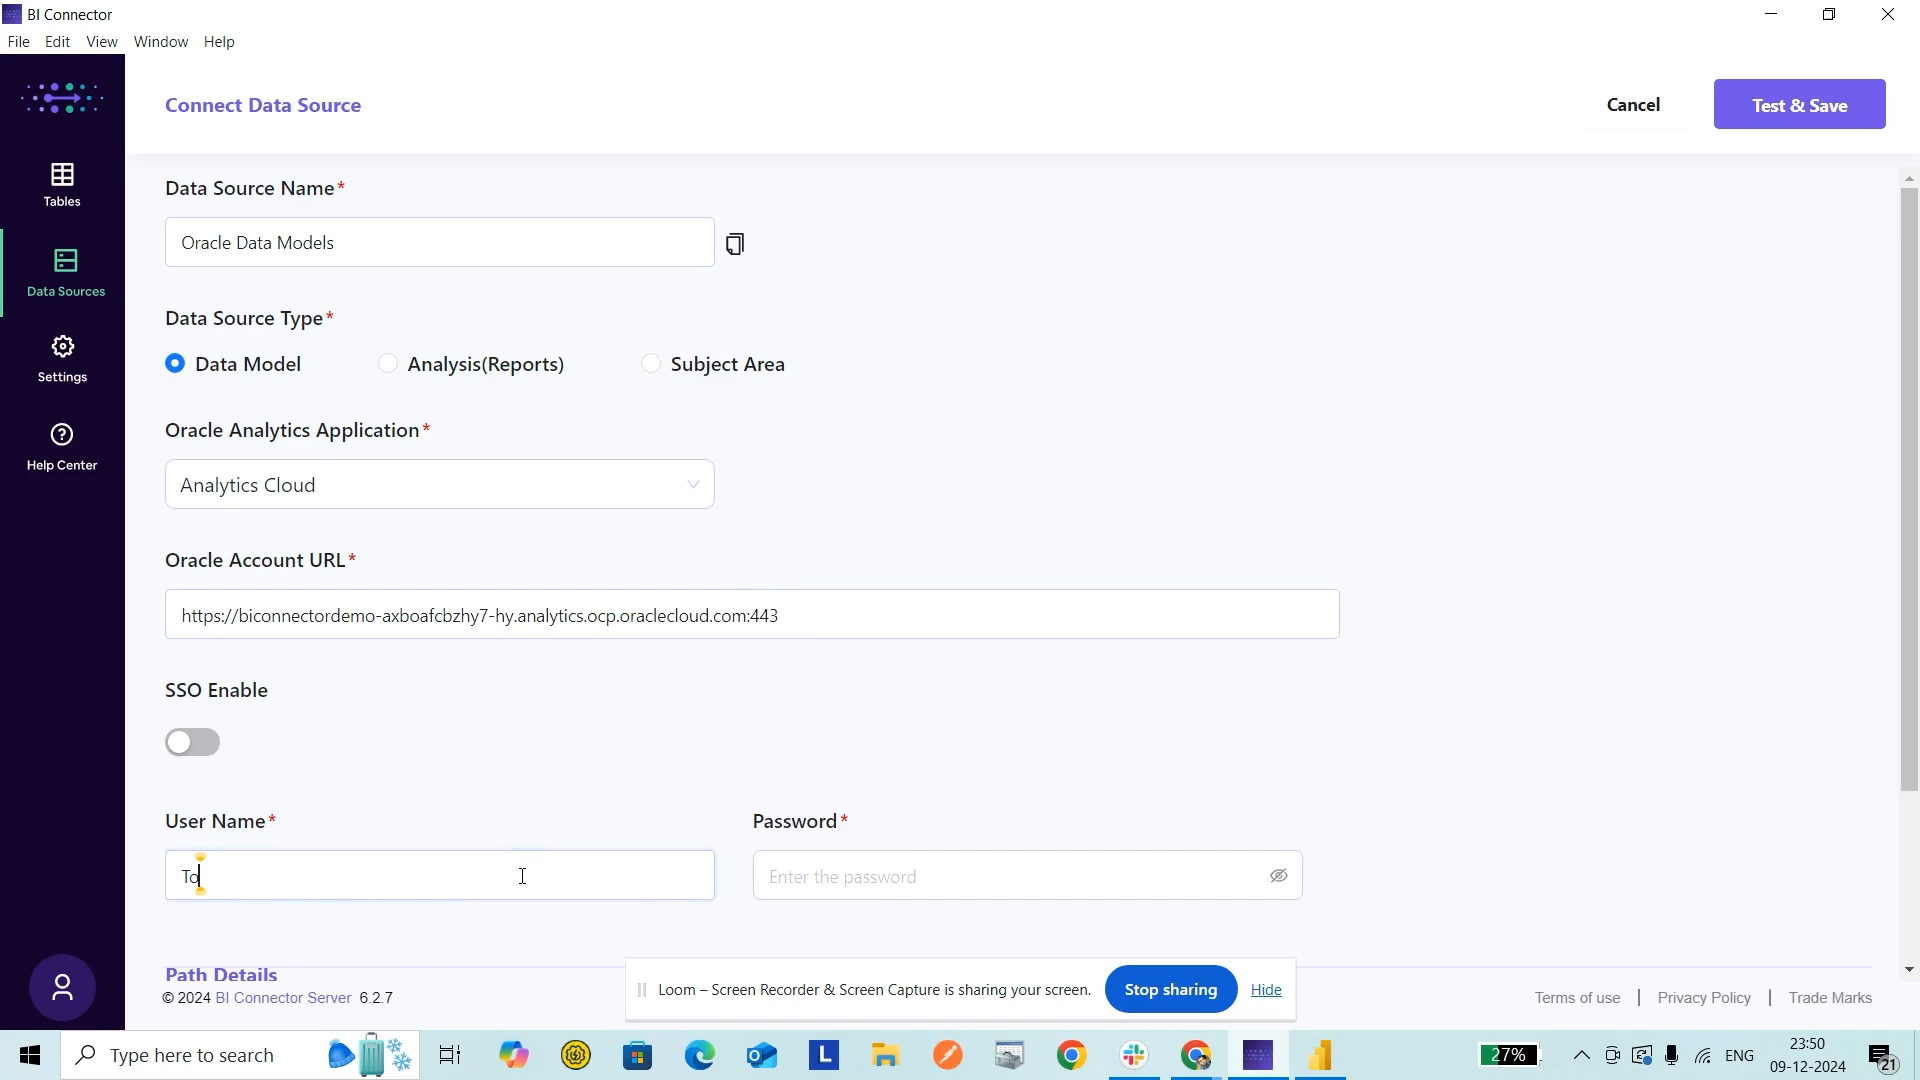 BI Connector
File Edit View Window Help
Connect Data Source
Cancel
Test & Save
Tables
Data Sources
Settings
Help Center
Data Source Name*
Oracle Data Models
Data Source Type*
Data Model
Analysis(Reports)
Subject Area
Oracle Analytics Application*
Analytics Cloud
Oracle Account URL*
https://biconnectordemo-axboafcbzhy7-hy.analytics.ocp.oraclecloud.com:443
SSO Enable
User Name*
Password*
To
Enter the password
Path Details
© 2024 BI Connector Server 6.2.7
Loom – Screen Recorder & Screen Capture is sharing your screen.
Stop sharing
Hide
Terms of use | Privacy Policy | Trade Marks
Type here to search
L
27%
ENG
23:50
09-12-2024
21